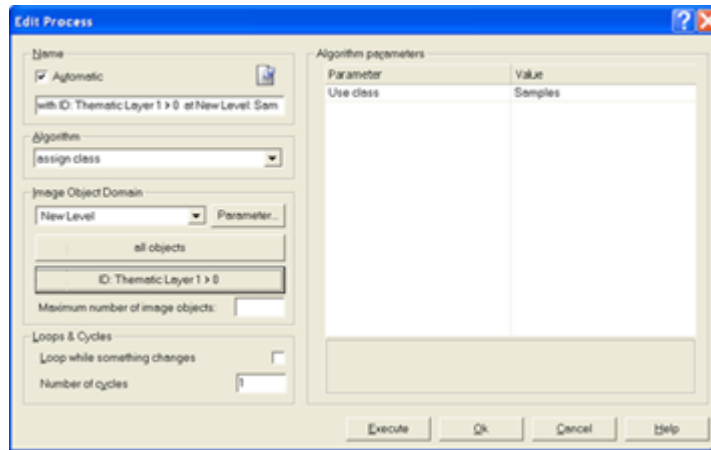 Edit Process
Name
Automatic
with ID: Thematic Layer 1 > 0 at New Level: Sam
Algorithm
assign class
Image Object Domain
New Level
Parameter...
all objects
ID: Thematic Layer 1 > 0
Maximum number of image objects:
Loops & Cycles
Loop while something changes
Number of cycles
1
Algorithm parameters
Parameter Value
Use class Samples
Execute Ok Cancel Help